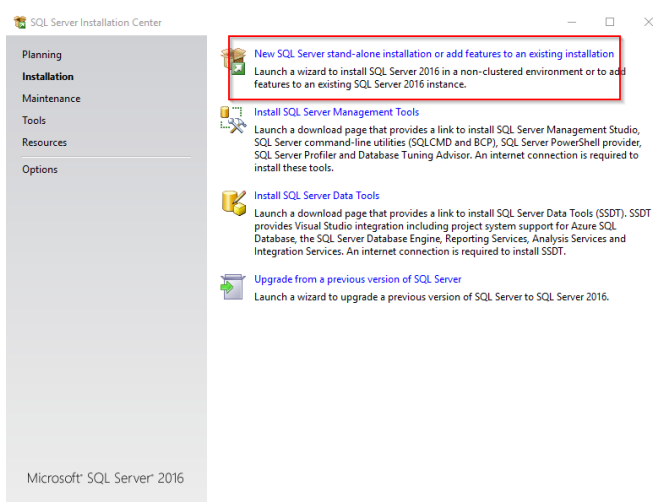 SQL Server Installation Center
Planning
Installation
Maintenance
Tools
Resources
Options
New SQL Server stand-alone installation or add features to an existing installation
Launch a wizard to install SQL Server 2016 in a non-clustered environment or to add
features to an existing SQL Server 2016 instance.
Install SQL Server Management Tools
Launch a download page that provides a link to install SQL Server Management Studio,
SQL Server command-line utilities (SQLCMD and BCP), SQL Server PowerShell provider,
SQL Server Profiler and Database Tuning Advisor. An internet connection is required to
install these tools.
Install SQL Server Data Tools
Launch a download page that provides a link to install SQL Server Data Tools (SSDT). SSDT
provides Visual Studio integration including project system support for Azure SQL
Database, the SQL Server Database Engine, Reporting Services, Analysis Services and
Integration Services. An internet connection is required to install SSDT.
Upgrade from a previous version of SQL Server
Launch a wizard to upgrade a previous version of SQL Server to SQL Server 2016.
Microsoft® SQL Server® 2016